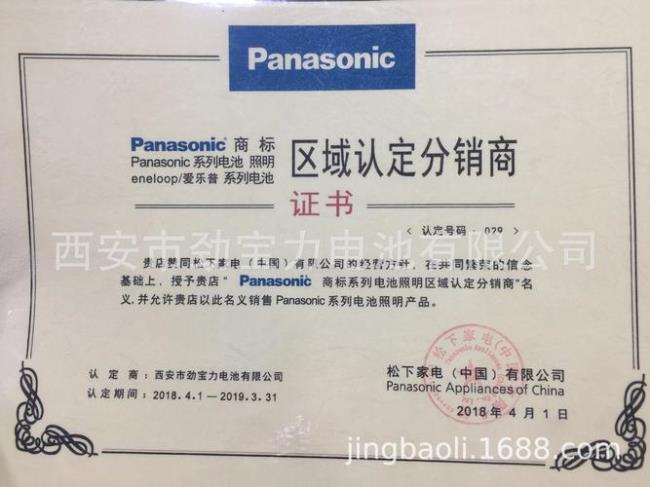 Panasonic
Panasonic® 商标
Panasonic 系列电池 照明
eneloop/爱乐普 系列电池
区域认定分销商
证书
< 认定号码 - 029 >
西安市劲宝力电池有限公司
贵店赞同松下家电（中国）有限公司的经营方针，在共同繁荣的信念
基础上，授予贵店“ Panasonic 商标系列电池照明区域认定分销商”名
义，并允许贵店以此名义销售 Panasonic 系列电池照明产品。
认 定 商：西安市劲宝力电池有限公司
认定期间：2018.4.1—2019.3.31
松下家电（中国）有限公司
Panasonic Appliances of China
2018 年 4 月 1 日
jingbaoli.1688.com